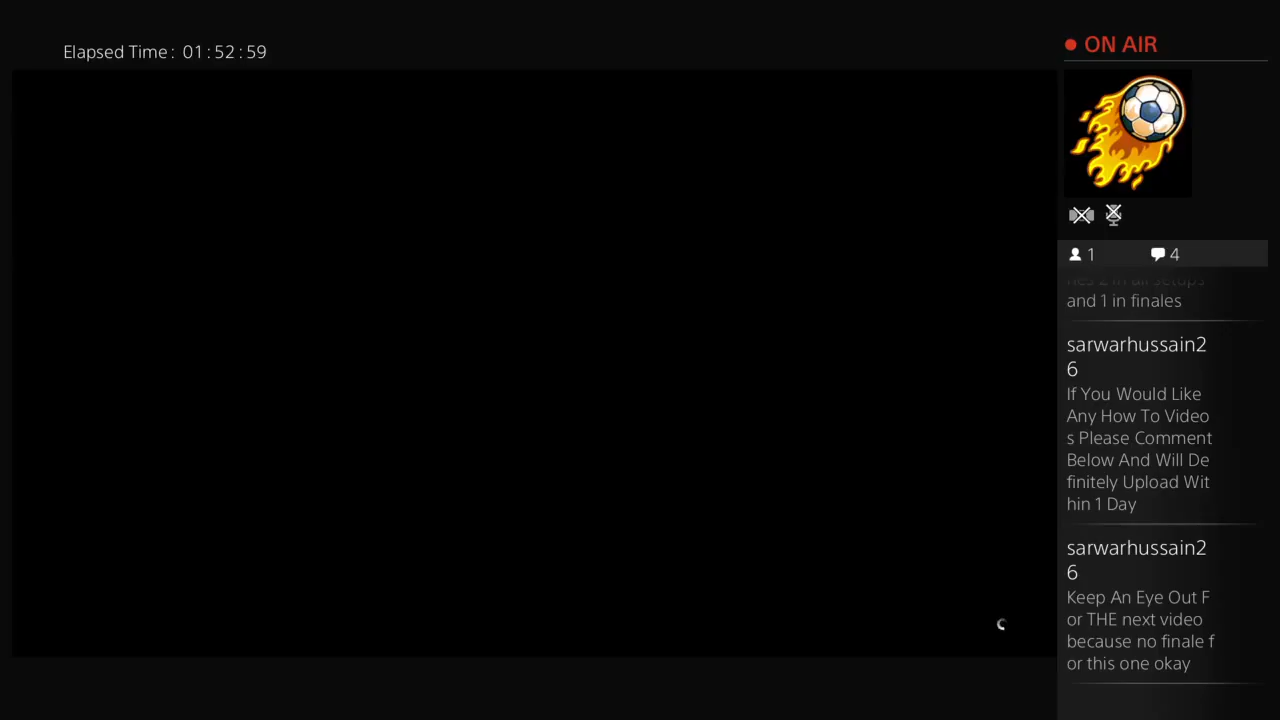 Elapsed Time: 01:52:59
ON AIR
1
4
and 1 in finales
sarwarhussain2
6
If You Would Like
Any How To Video
s Please Comment
Below And Will De
finitely Upload Wit
hin 1 Day
sarwarhussain2
6
Keep An Eye Out F
or THE next video
because no finale f
or this one okay